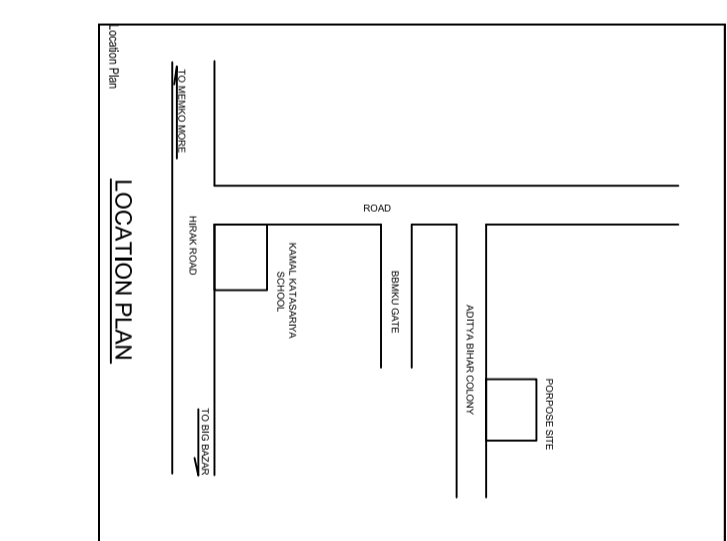 PORPOSE SITE
ADITYA BIHAR COLONY
BBMKU GATE
ROAD
KAMAL KATASARIYA
SCHOOL
TO MEMKO MORE
HIRAK ROAD
TO BIG BAZAR
LOCATION PLAN
Location Plan